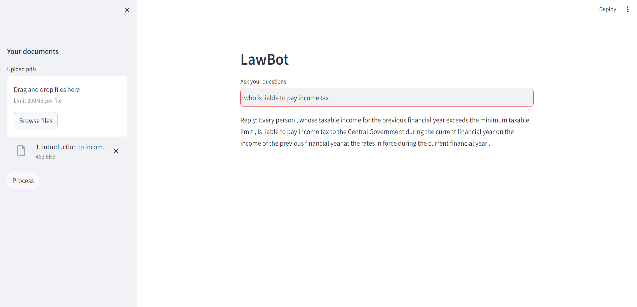 Deploy
Your documents
Upload pdfs
Drag and drop files here
Limit 200MB per file
Browse files
1. Introduction to incom...
Process
LawBot
Ask your questions
who is liable to pay income tax
Reply: Every person , whose taxable income for the previous financial year exceeds the minimum taxable
limit , is liable to pay income tax to the Central Government during the current financial year on the
income of the previous financial year at the rates in force during the current financial year .